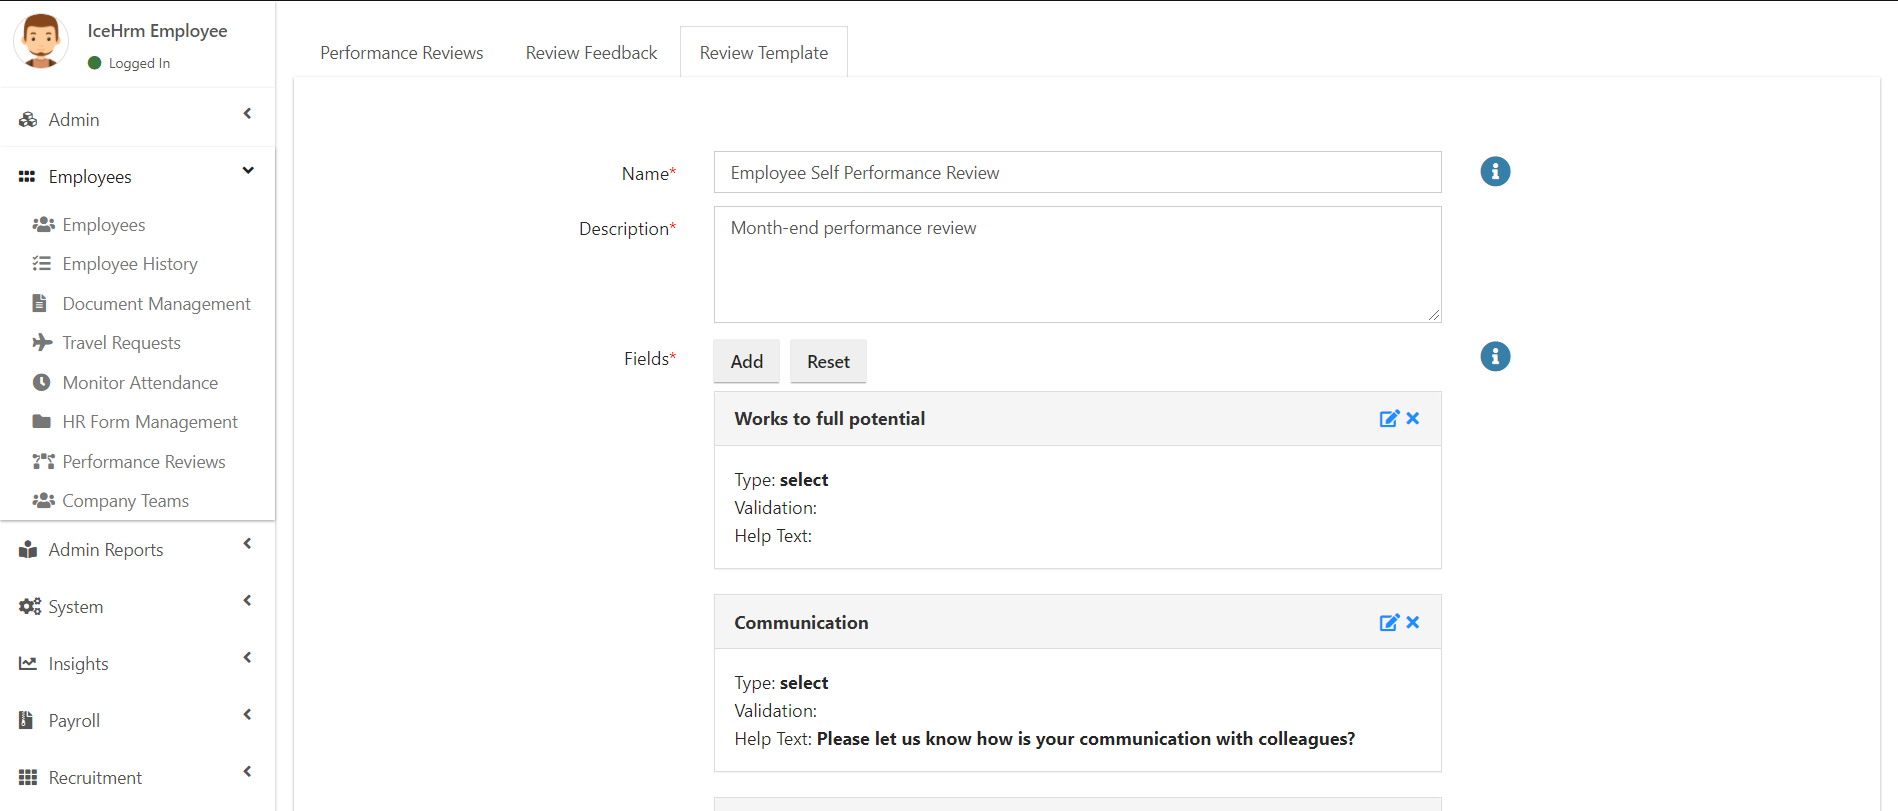 IceHrm Employee
Logged In
Admin
Employees
Employees
Employee History
Document Management
Travel Requests
Monitor Attendance
HR Form Management
Performance Reviews
Company Teams
Admin Reports
System
Insights
Payroll
Recruitment
Performance Reviews Review Feedback Review Template
Name* Employee Self Performance Review
Description* Month-end performance review
Fields* Add Reset
Works to full potential
Type: select
Validation:
Help Text:
Communication
Type: select
Validation:
Help Text: Please let us know how is your communication with colleagues?